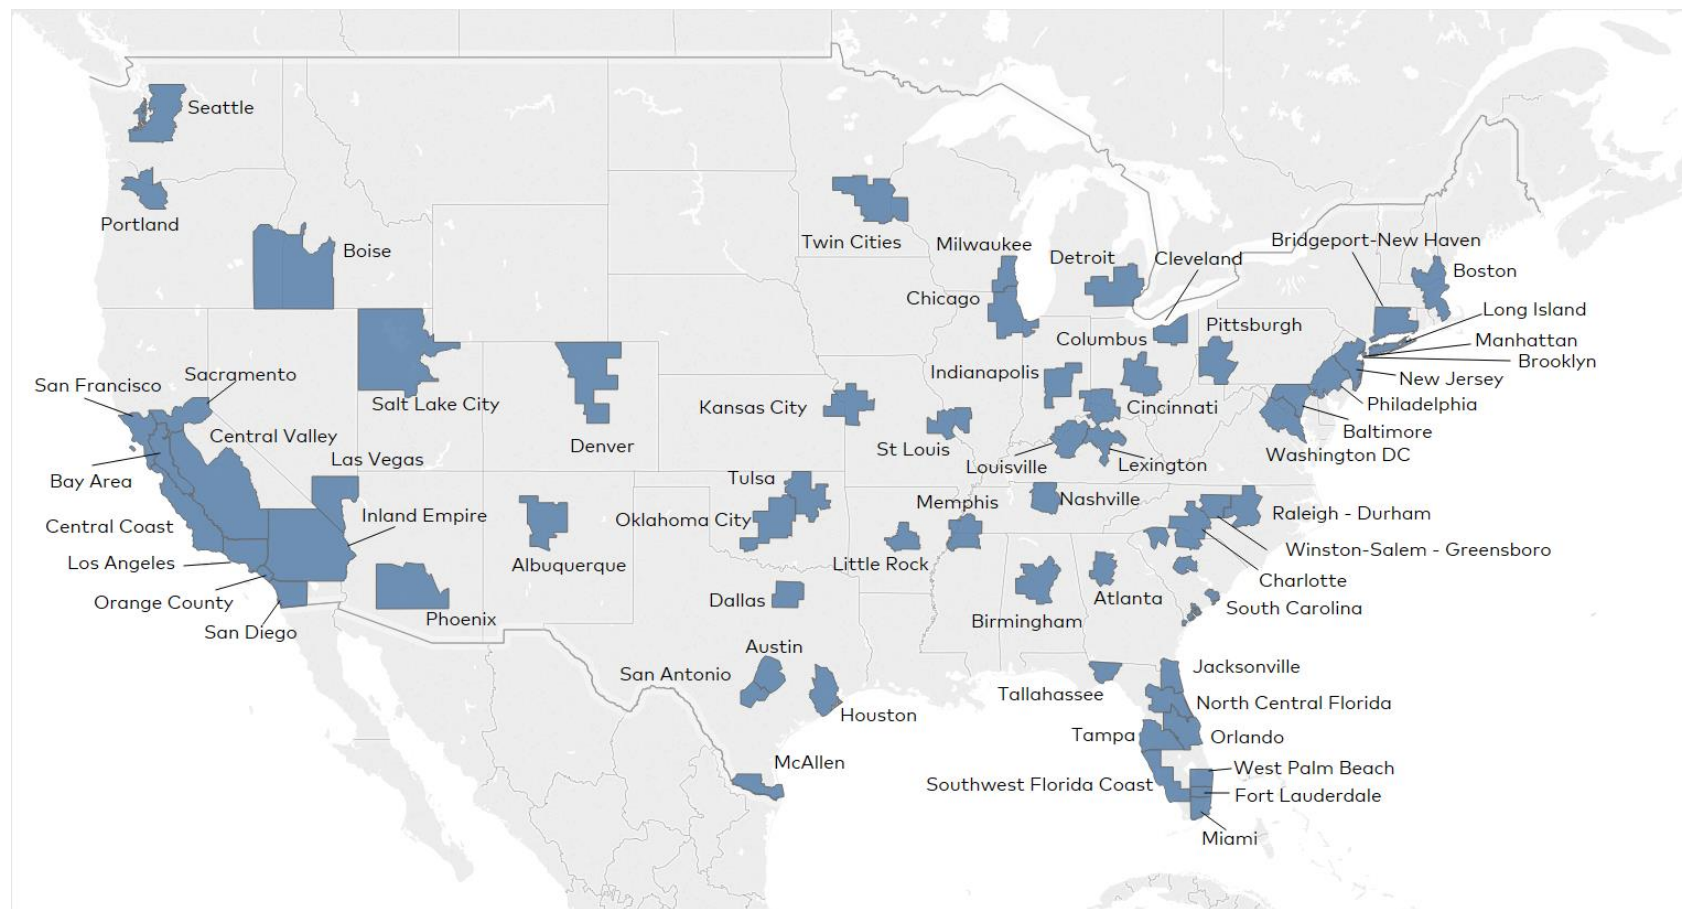 Seattle
Portland
Boise
Twin Cities
Milwaukee
Detroit
Cleveland
Bridgeport-New Haven
Boston
Chicago
Long Island
Columbus
Pittsburgh
Manhattan
Brooklyn
San Francisco
Sacramento
Salt Lake City
Indianapolis
New Jersey
Kansas City
Cincinnati
Philadelphia
Central Valley
Denver
St Louis
Baltimore
Las Vegas
Louisville
Lexington
Washington DC
Bay Area
Tulsa
Memphis
Nashville
Central Coast
Inland Empire
Oklahoma City
Raleigh - Durham
Los Angeles
Albuquerque
Little Rock
Winston-Salem - Greensboro
Orange County
Charlotte
Phoenix
Dallas
Atlanta
South Carolina
San Diego
Birmingham
Austin
San Antonio
Jacksonville
Tallahassee
North Central Florida
Houston
Tampa
Orlando
McAllen
West Palm Beach
Southwest Florida Coast
Fort Lauderdale
Miami